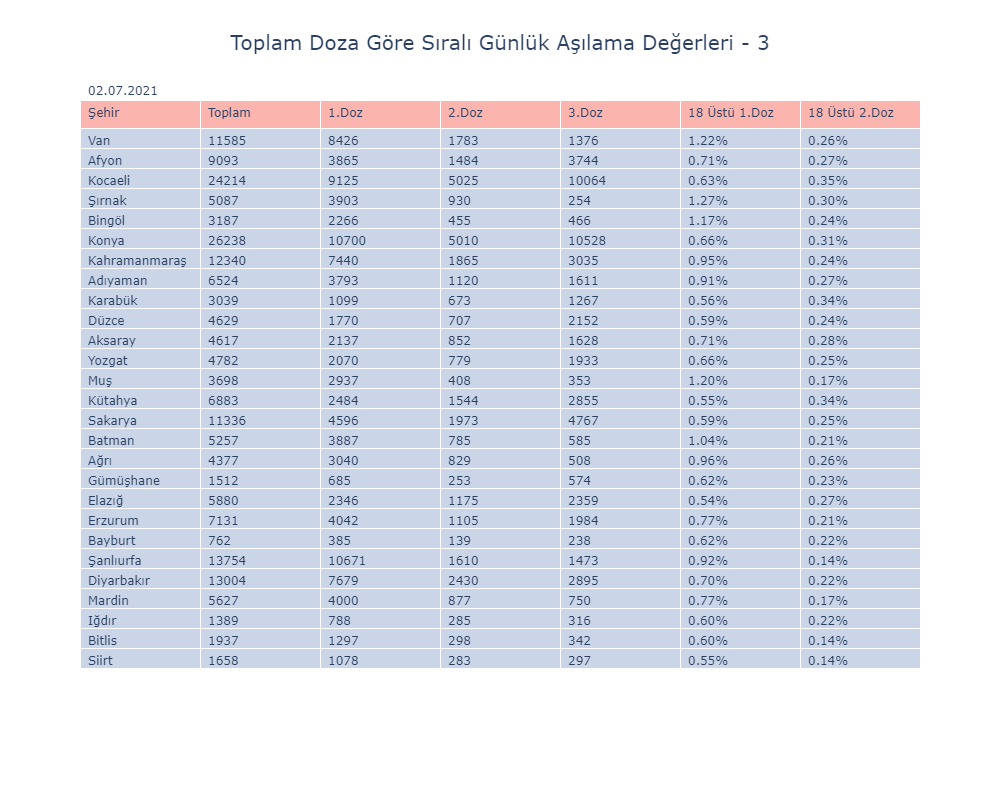 Toplam Doza Göre Sıralı Günlük Aşılama Değerleri - 3
02.07.2021
Şehir Toplam 1.Doz 2.Doz 3.Doz 18 Üstü 1.Doz 18 Üstü 2.Doz
Van 11585 8426 1783 1376 1.22% 0.26%
Afyon 9093 3865 1484 3744 0.71% 0.27%
Kocaeli 24214 9125 5025 10064 0.63% 0.35%
Şırnak 5087 3903 930 254 1.27% 0.30%
Bingöl 3187 2266 455 466 1.17% 0.24%
Konya 26238 10700 5010 10528 0.66% 0.31%
Kahramanmaraş 12340 7440 1865 3035 0.95% 0.24%
Adıyaman 6524 3793 1120 1611 0.91% 0.27%
Karabük 3039 1099 673 1267 0.56% 0.34%
Düzce 4629 1770 707 2152 0.59% 0.24%
Aksaray 4617 2137 852 1628 0.71% 0.28%
Yozgat 4782 2070 779 1933 0.66% 0.25%
Muş 3698 2937 408 353 1.20% 0.17%
Kütahya 6883 2484 1544 2855 0.55% 0.34%
Sakarya 11336 4596 1973 4767 0.59% 0.25%
Batman 5257 3887 785 585 1.04% 0.21%
Ağrı 4377 3040 829 508 0.96% 0.26%
Gümüşhane 1512 685 253 574 0.62% 0.23%
Elazığ 5880 2346 1175 2359 0.54% 0.27%
Erzurum 7131 4042 1105 1984 0.77% 0.21%
Bayburt 762 385 139 238 0.62% 0.22%
Şanlıurfa 13754 10671 1610 1473 0.92% 0.14%
Diyarbakır 13004 7679 2430 2895 0.70% 0.22%
Mardin 5627 4000 877 750 0.77% 0.17%
Iğdır 1389 788 285 316 0.60% 0.22%
Bitlis 1937 1297 298 342 0.60% 0.14%
Siirt 1658 1078 283 297 0.55% 0.14%